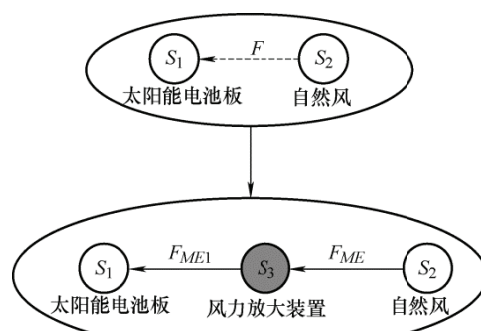 F
S1 S2
太阳能电池板 自然风
FME1 FME
S1 S3 S2
太阳能电池板 风力放大装置 自然风